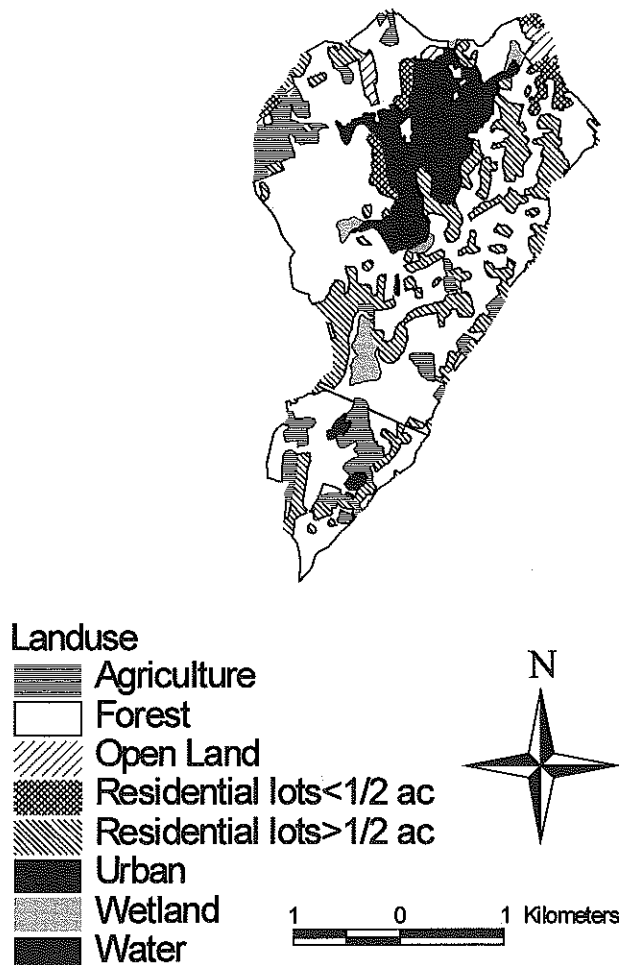 Landuse
Agriculture
Forest
Open Land
Residential lots<1/2 ac
Residential lots>1/2 ac
Urban
Wetland
Water
N
1 0 1 Kilometers